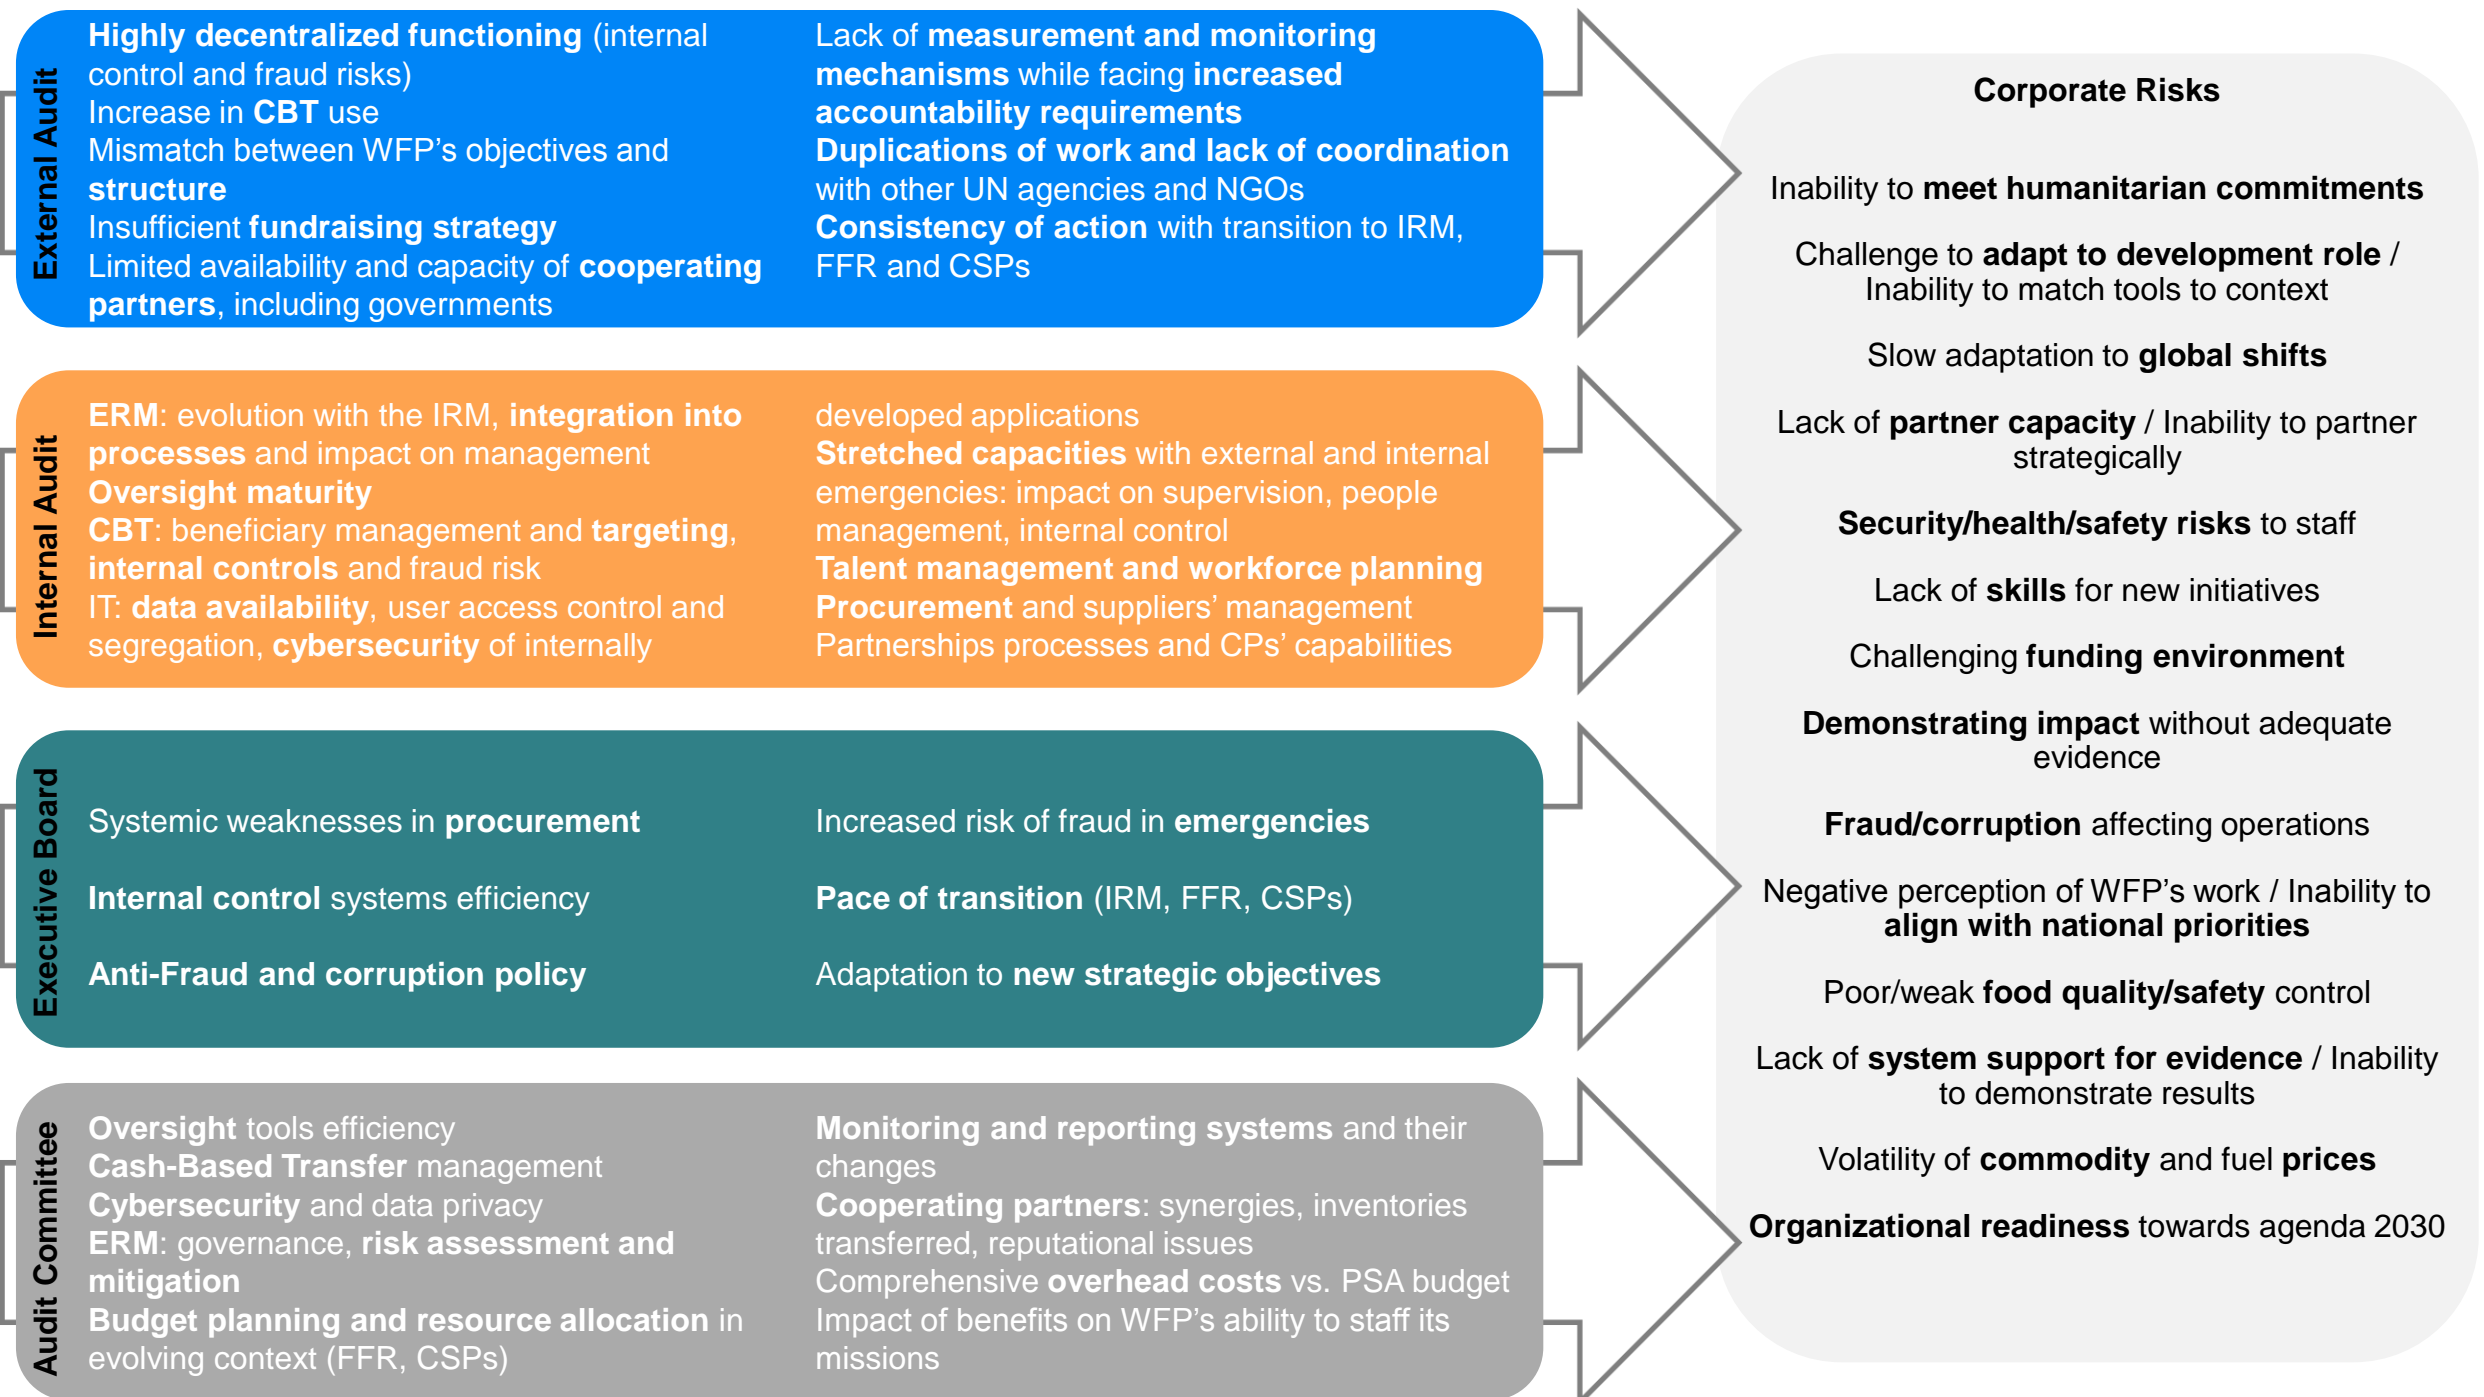 External Audit
Highly decentralized functioning (internal
control and fraud risks)
Increase in CBT use
Mismatch between WFP's objectives and
structure
Insufficient fundraising strategy
Limited availability and capacity of cooperating
partners, including governments
Lack of measurement and monitoring
mechanisms while facing increased
accountability requirements
Duplications of work and lack of coordination
with other UN agencies and NGOs
Consistency of action with transition to IRM,
FFR and CSPs
Internal Audit
ERM: evolution with the IRM, integration into
processes and impact on management
Oversight maturity
CBT: beneficiary management and targeting,
internal controls and fraud risk
IT: data availability, user access control and
segregation, cybersecurity of internally
developed applications
Stretched capacities with external and internal
emergencies: impact on supervision, people
management, internal control
Talent management and workforce planning
Procurement and suppliers' management
Partnerships processes and CPs' capabilities
Executive Board
Systemic weaknesses in procurement
Internal control systems efficiency
Anti-Fraud and corruption policy
Increased risk of fraud in emergencies
Pace of transition (IRM, FFR, CSPs)
Adaptation to new strategic objectives
Audit Committee
Oversight tools efficiency
Cash-Based Transfer management
Cybersecurity and data privacy
ERM: governance, risk assessment and
mitigation
Budget planning and resource allocation in
evolving context (FFR, CSPs)
Monitoring and reporting systems and their
changes
Cooperating partners: synergies, inventories
transferred, reputational issues
Comprehensive overhead costs vs. PSA budget
Impact of benefits on WFP's ability to staff its
missions
Corporate Risks
Inability to meet humanitarian commitments
Challenge to adapt to development role /
Inability to match tools to context
Slow adaptation to global shifts
Lack of partner capacity / Inability to partner
strategically
Security/health/safety risks to staff
Lack of skills for new initiatives
Challenging funding environment
Demonstrating impact without adequate
evidence
Fraud/corruption affecting operations
Negative perception of WFP's work / Inability to
align with national priorities
Poor/weak food quality/safety control
Lack of system support for evidence / Inability
to demonstrate results
Volatility of commodity and fuel prices
Organizational readiness towards agenda 2030